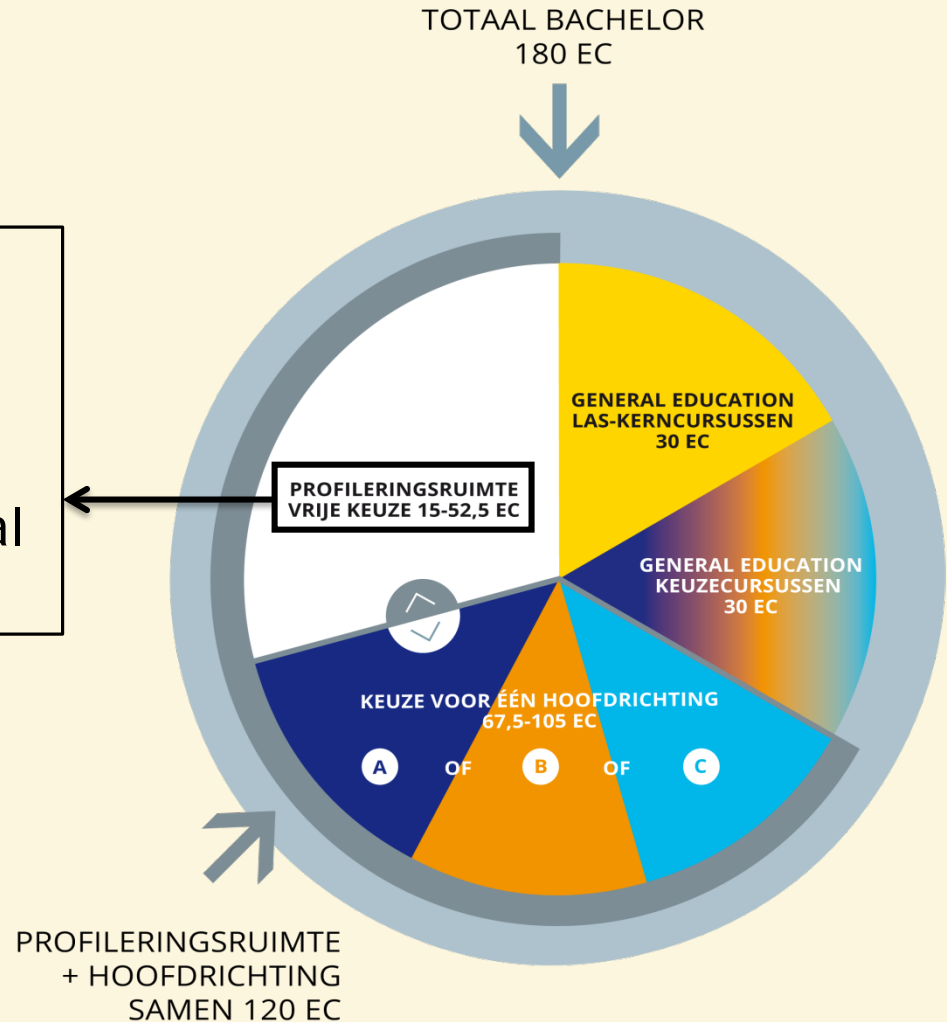 TOTAAL BACHELOR
180 EC
GENERAL EDUCATION
LAS-KERNCURSUSSEN
30 EC
PROFILERINGSRUIMTE
VRIJE KEUZE 15-52,5 EC
GENERAL EDUCATION
KEUZECURSUSSEN
30 EC
KEUZE VOOR ÉÉN HOOFDRICHTING
67,5-105 EC
A OF B OF C
PROFILERINGSRUIMTE
+ HOOFDRICHTING
SAMEN 120 EC